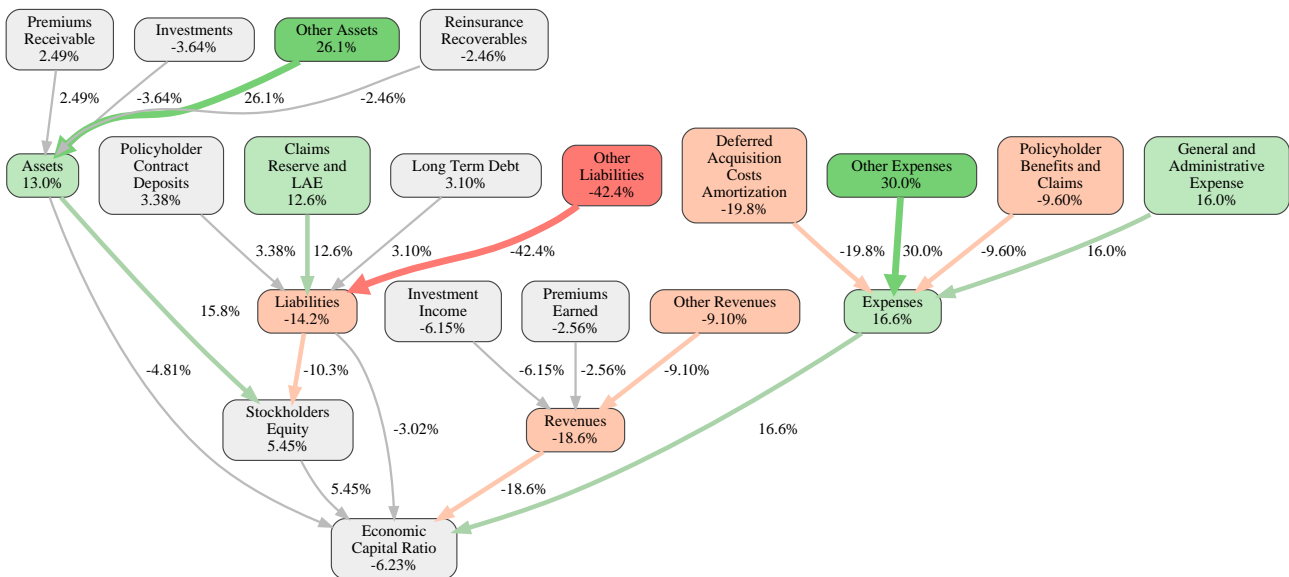 Premiums
Receivable
2.49%
Investments
-3.64%
Other Assets
26.1%
Reinsurance
Recoverables
-2.46%
2.49%
-3.64%
26.1%
-2.46%
Assets
13.0%
Policyholder
Contract
Deposits
3.38%
Claims
Reserve and
LAE
12.6%
Long Term Debt
3.10%
Other
Liabilities
-42.4%
Deferred
Acquisition
Costs
Amortization
-19.8%
Other Expenses
30.0%
Policyholder
Benefits and
Claims
-9.60%
General and
Administrative
Expense
16.0%
3.38%
12.6%
3.10%
-42.4%
-19.8%
30.0%
-9.60%
16.0%
Liabilities
-14.2%
Investment
Income
-6.15%
Premiums
Earned
-2.56%
Other Revenues
-9.10%
Expenses
16.6%
15.8%
-4.81%
-10.3%
-6.15%
-2.56%
-9.10%
Stockholders
Equity
5.45%
-3.02%
Revenues
-18.6%
16.6%
5.45%
-18.6%
Economic
Capital Ratio
-6.23%